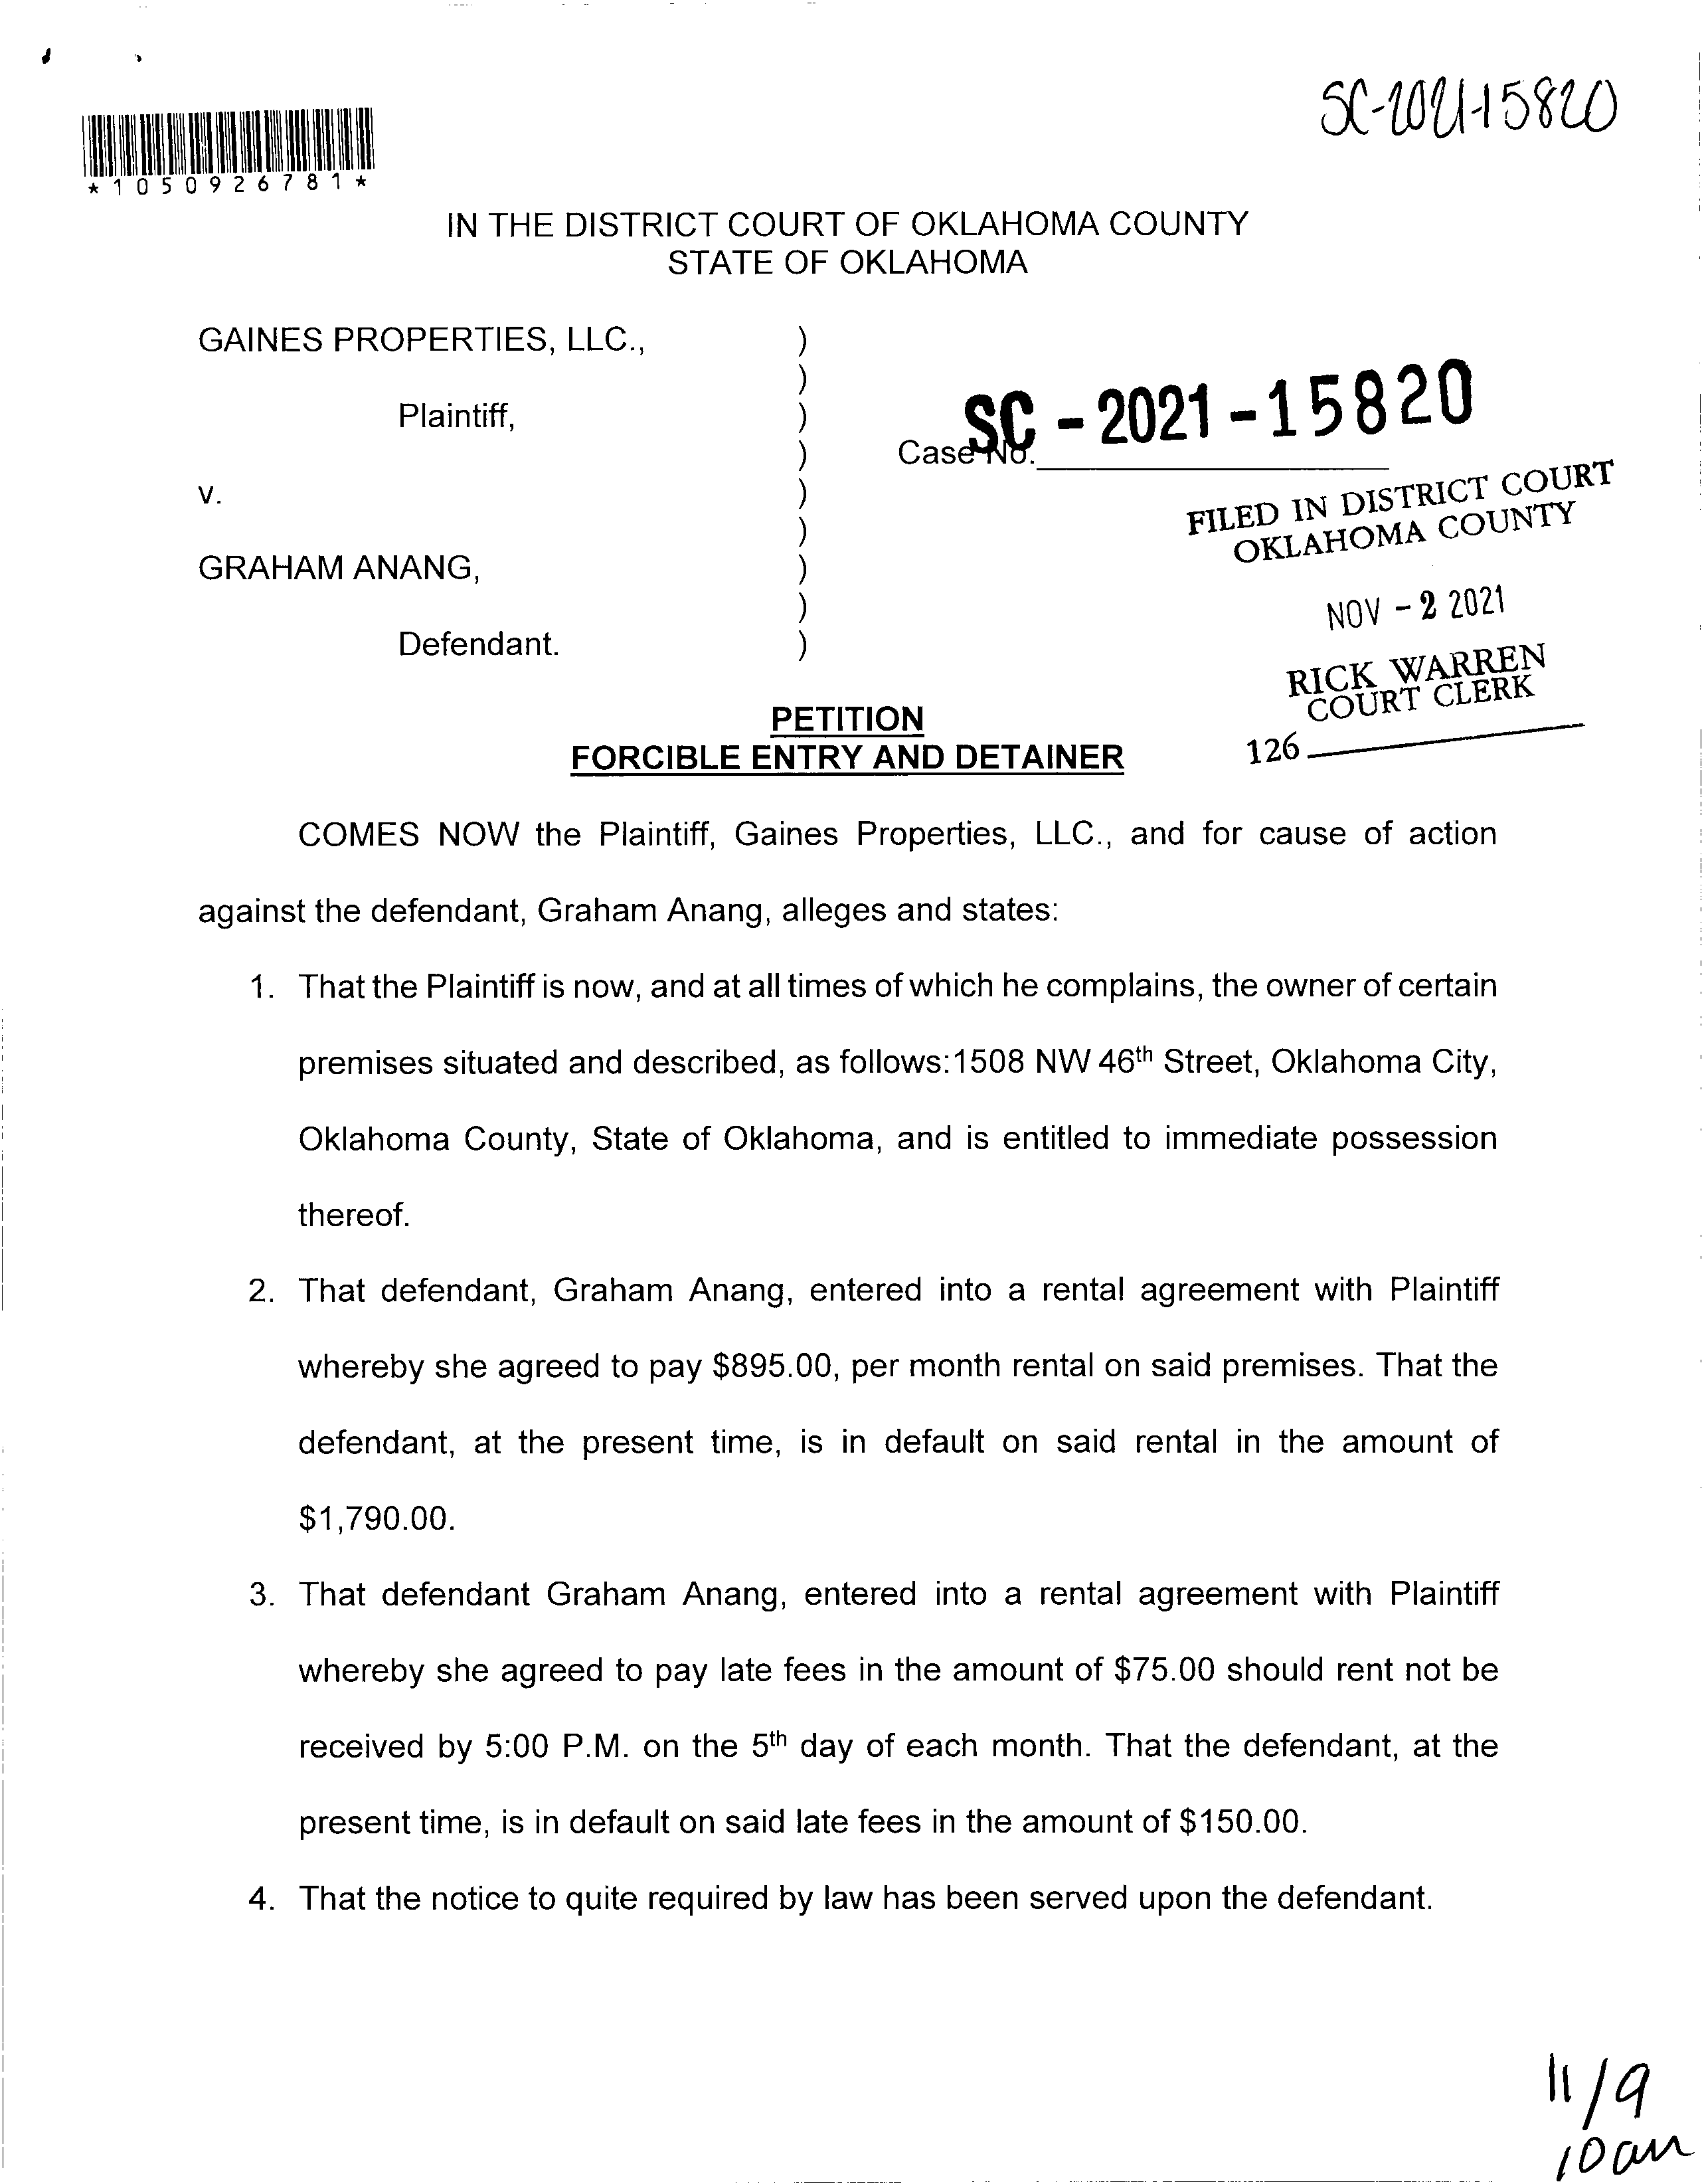 SC-2021-15820
*1050926781*
IN THE DISTRICT COURT OF OKLAHOMA COUNTY
STATE OF OKLAHOMA
GAINES PROPERTIES, LLC., )
)
Plaintiff, )
) Case No. SC-2021-15820
v. )
)
GRAHAM ANANG, )
)
Defendant. )
FILED IN DISTRICT COURT
OKLAHOMA COUNTY
NOV - 2 2021
RICK WARREN
COURT CLERK
126
PETITION
FORCIBLE ENTRY AND DETAINER
COMES NOW the Plaintiff, Gaines Properties, LLC., and for cause of action
against the defendant, Graham Anang, alleges and states:
1. That the Plaintiff is now, and at all times of which he complains, the owner of certain
premises situated and described, as follows:1508 NW 46th Street, Oklahoma City,
Oklahoma County, State of Oklahoma, and is entitled to immediate possession
thereof.
2. That defendant, Graham Anang, entered into a rental agreement with Plaintiff
whereby she agreed to pay $895.00, per month rental on said premises. That the
defendant, at the present time, is in default on said rental in the amount of
$1,790.00.
3. That defendant Graham Anang, entered into a rental agreement with Plaintiff
whereby she agreed to pay late fees in the amount of $75.00 should rent not be
received by 5:00 P.M. on the 5th day of each month. That the defendant, at the
present time, is in default on said late fees in the amount of $150.00.
4. That the notice to quite required by law has been served upon the defendant.
11/9
10am